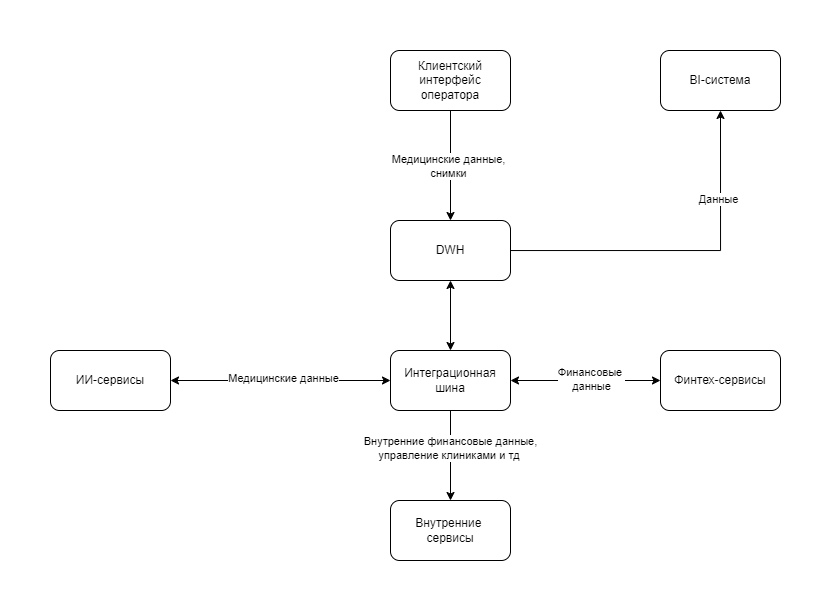 Клиентский
интерфейс
оператора
BI-система
Медицинские данные,
снимки
Данные
DWH
ИИ-сервисы
Медицинские данные
Интеграционная
шина
Финансовые
данные
Финтех-сервисы
Внутренние финансовые данные,
управление клиниками и тд
Внутренние
сервисы